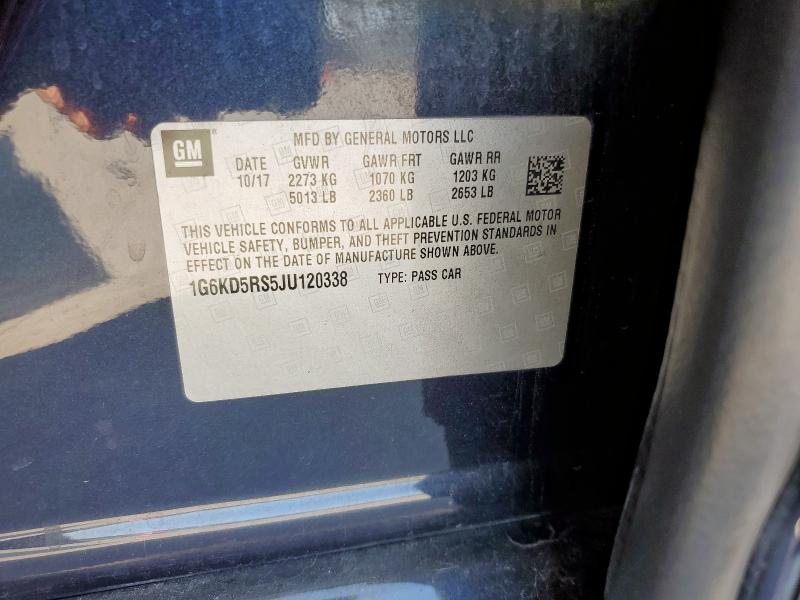 GM
MFD BY GENERAL MOTORS LLC
DATE GVWR GAWR FRT GAWR RR
10/17 2273 KG 1070 KG 1203 KG
5013 LB 2360 LB 2653 LB
THIS VEHICLE CONFORMS TO ALL APPLICABLE U.S. FEDERAL MOTOR
VEHICLE SAFETY, BUMPER, AND THEFT PREVENTION STANDARDS IN
EFFECT ON THE DATE OF MANUFACTURE SHOWN ABOVE.
1G6KD5RS5JU120338 TYPE: PASS CAR